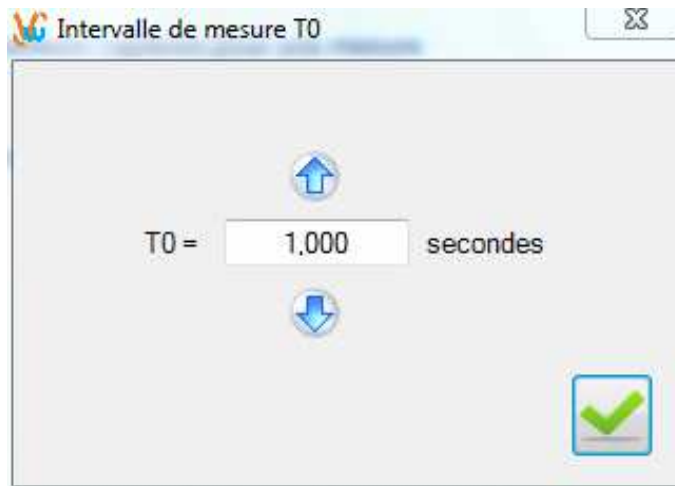 Intervalle de mesure T0
T0 = 1,000 secondes